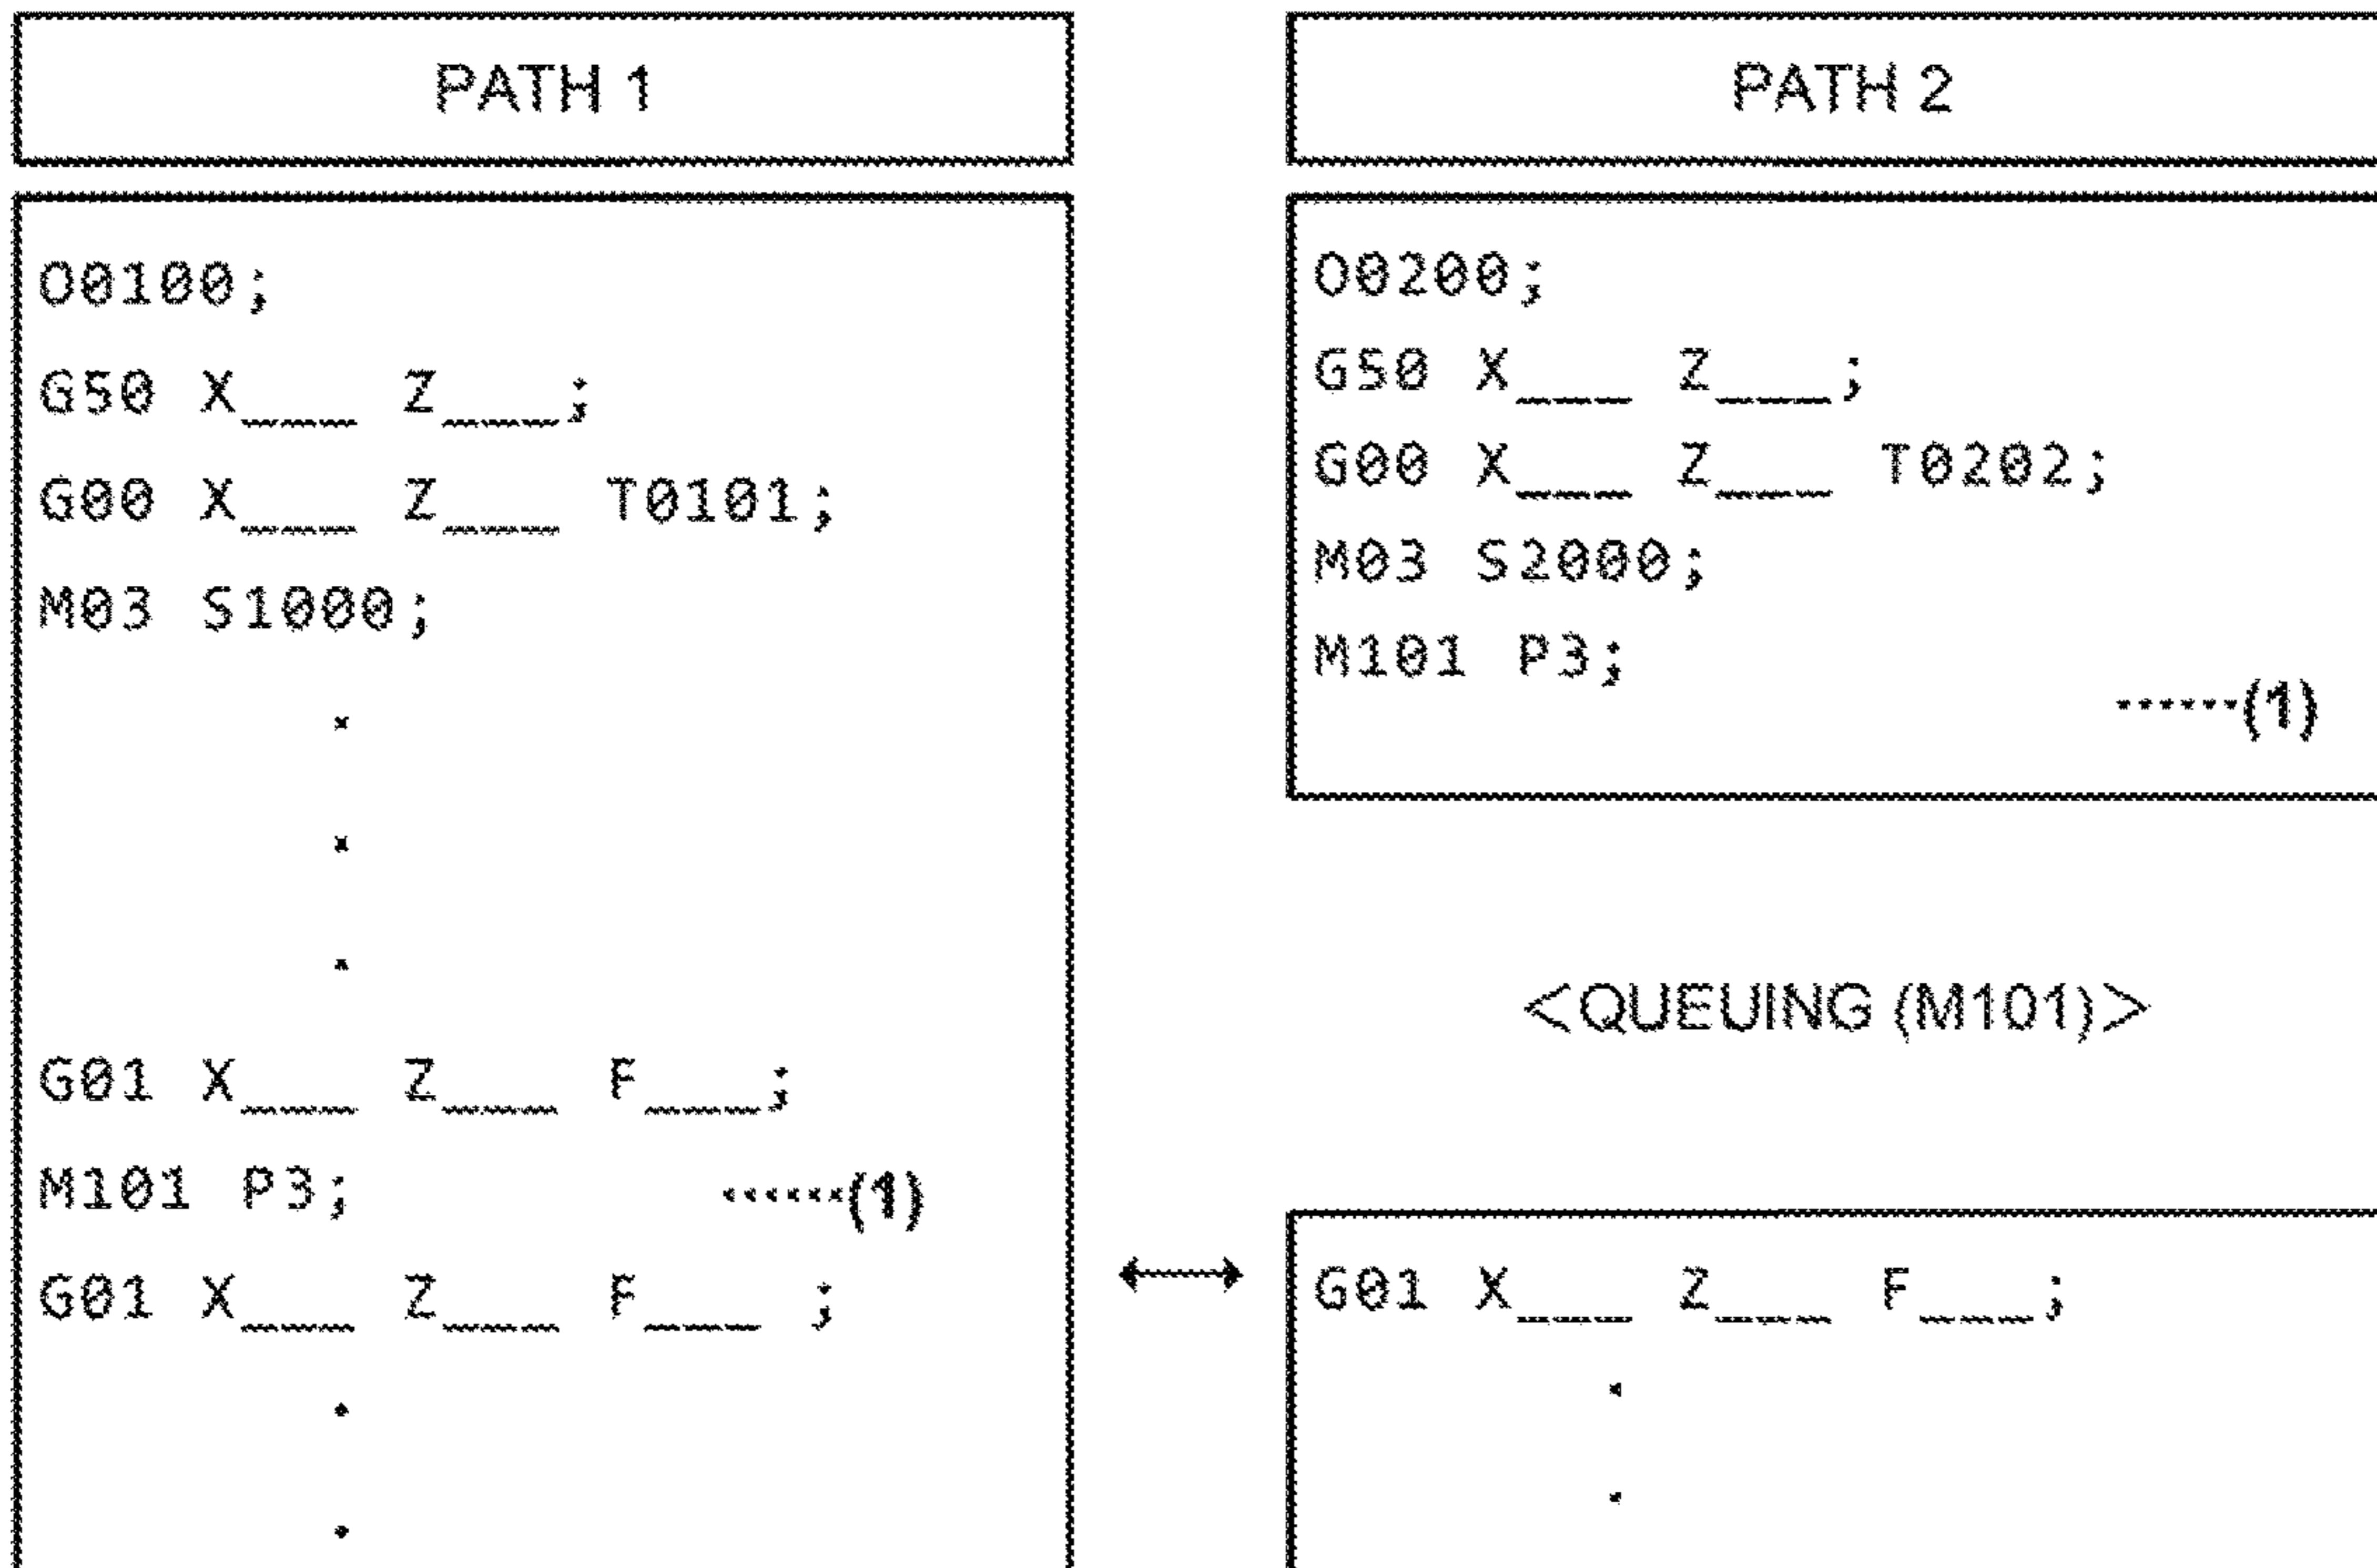 PATH 1
O0100;
G50 X___ Z___;
G00 X___ Z___ T0101;
M03 S1000;
G01 X___ Z___ F___;
M101 P3; ······(1)
G01 X___ Z___ F___ ;
PATH 2
O0200;
G50 X___ Z___;
G00 X___ Z___ T0202;
M03 S2000;
M101 P3;
······(1)
<QUEUING (M101)>
G01 X___ Z___ F___;